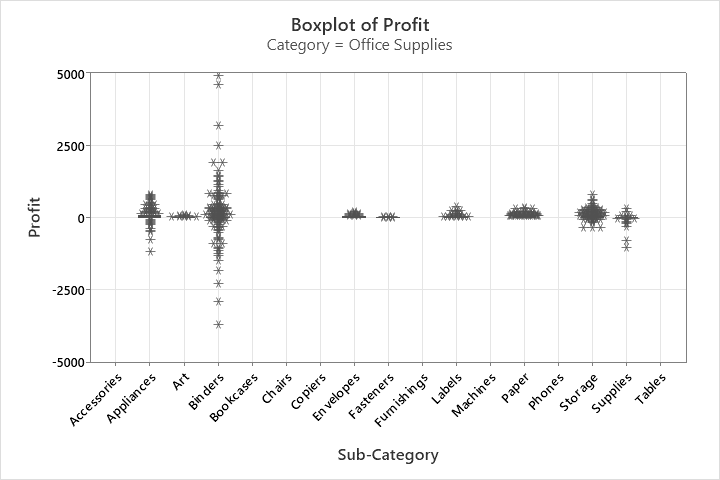 Boxplot of Profit
Category = Office Supplies
5000
2500
0
-2500
-5000
Profit
Accessories
Appliances
Art
Binders
Bookcases
Chairs
Copiers
Envelopes
Fasteners
Furnishings
Labels
Machines
Paper
Phones
Storage
Supplies
Tables
Sub-Category